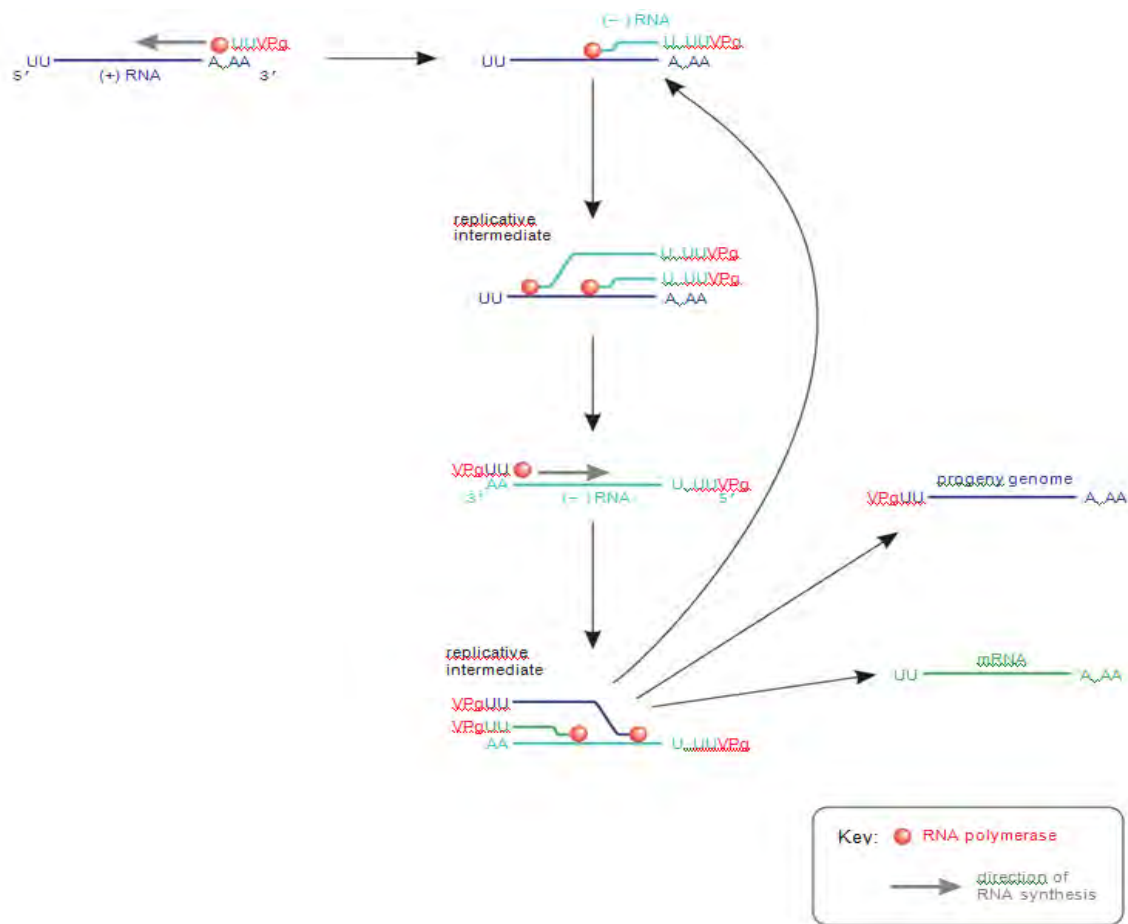 (−) RNA
UUVPg
UU
A AA
5′
(+) RNA
3′
U UUVPg
UU
A AA
replicative
intermediate
U UUVPg
U UUVPg
UU
A AA
VPgUU
AA
U UUVPg
3′
(−) RNA
5′
progeny genome
VPgUU
A AA
replicative
intermediate
mRNA
UU
A AA
VPgUU
VPgUU
AA
U UUVPg
Key:
RNA polymerase
direction of
RNA synthesis